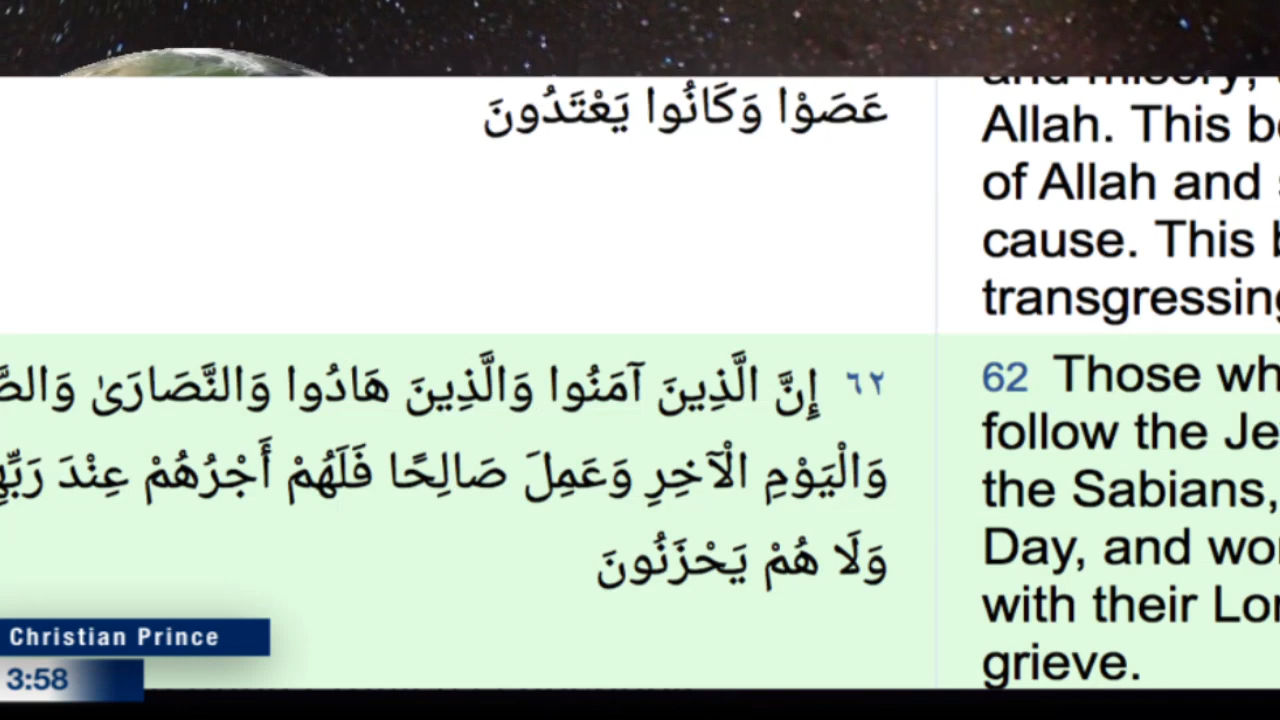 عَصَوْا وَكَانُوا يَعْتَدُونَ
Allah. This
of Allah and
cause. This
transgressing
٦٢ إِنَّ الَّذِينَ آمَنُوا وَالَّذِينَ هَادُوا وَالنَّصَارَىٰ
وَالْيَوْمِ الْآخِرِ وَعَمِلَ صَالِحًا فَلَهُمْ أَجْرُهُمْ عِنْدَ
وَلَا هُمْ يَحْزَنُونَ
62 Those
follow the
the Sabians,
Day, and
with their
grieve.
Christian Prince
3:58